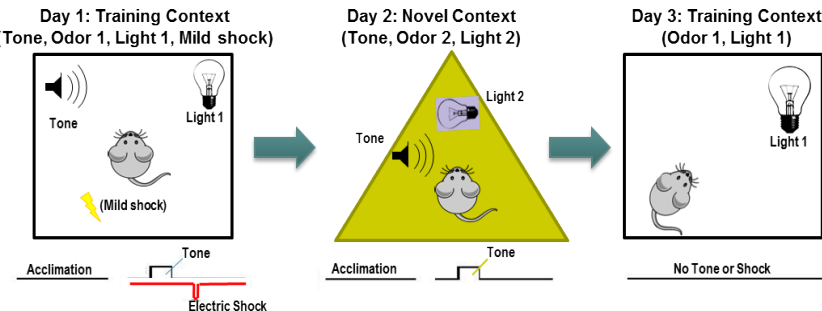 Day 1: Training Context
(Tone, Odor 1, Light 1, Mild shock)
Tone
Light 1
(Mild shock)
Acclimation
Tone
Electric Shock
Day 2: Novel Context
(Tone, Odor 2, Light 2)
Light 2
Tone
Acclimation
Tone
Day 3: Training Context
(Odor 1, Light 1)
Light 1
No Tone or Shock